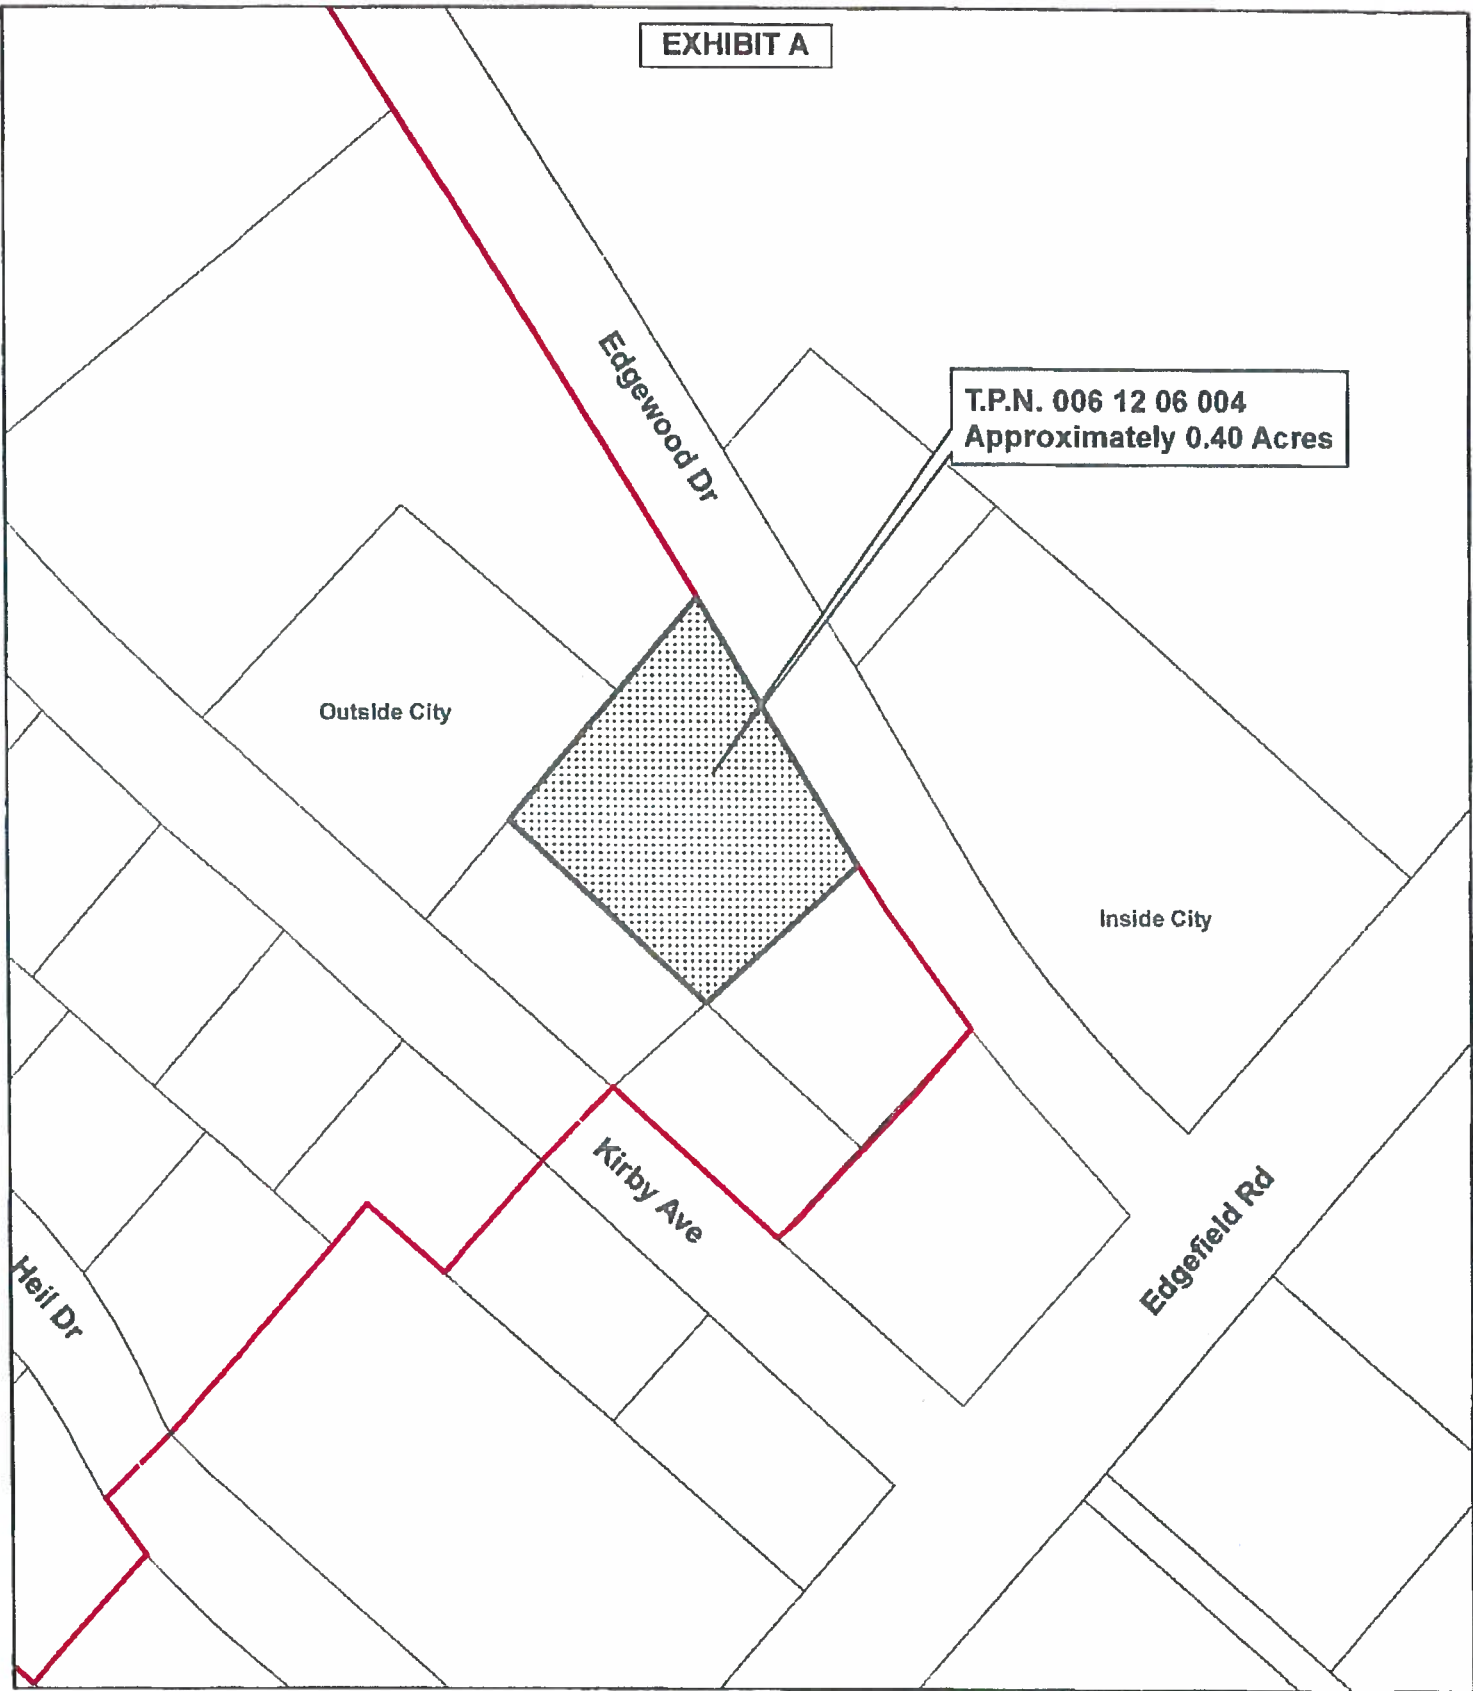 EXHIBIT A
Edgewood Dr
T.P.N. 006 12 06 004
Approximately 0.40 Acres
Outside City
Inside City
Kirby Ave
Edgefield Rd
Heil Dr